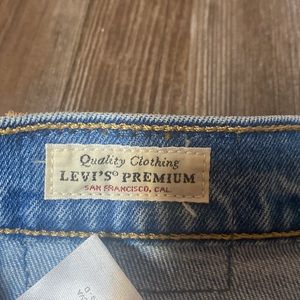 Quality Clothing
LEVI'S® PREMIUM
SAN FRANCISCO, CAL.